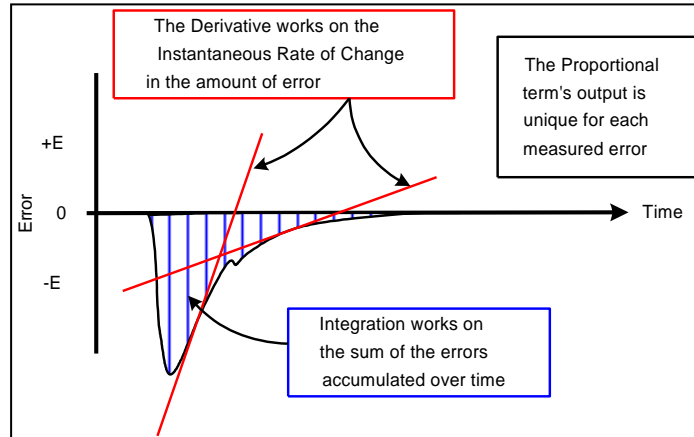 The Derivative works on the
Instantaneous Rate of Change
in the amount of error
The Proportional
term's output is
unique for each
measured error
+E
0
-E
Error
Time
Integration works on
the sum of the errors
accumulated over time